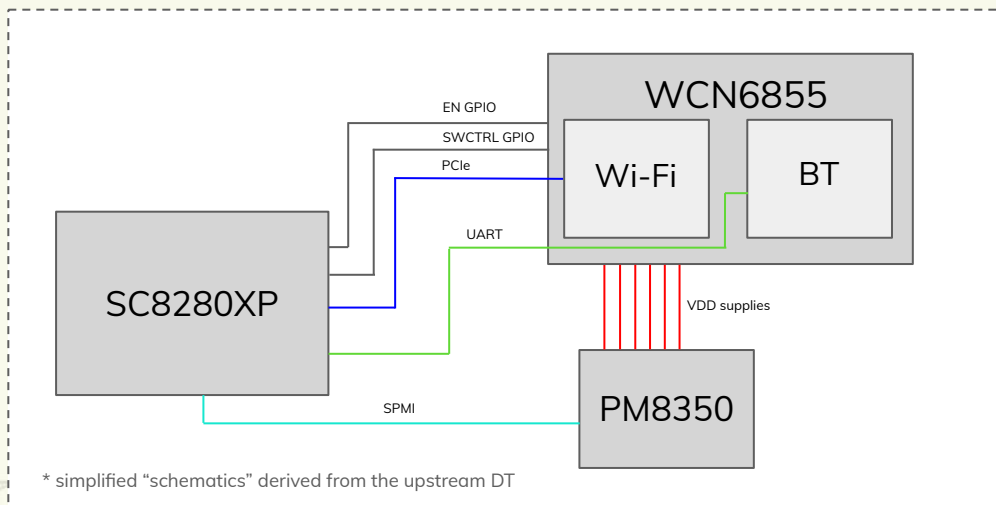 WCN6855
EN GPIO
SWCTRL GPIO
PCIe
Wi-Fi
BT
UART
SC8280XP
VDD supplies
PM8350
SPMI
* simplified “schematics” derived from the upstream DT